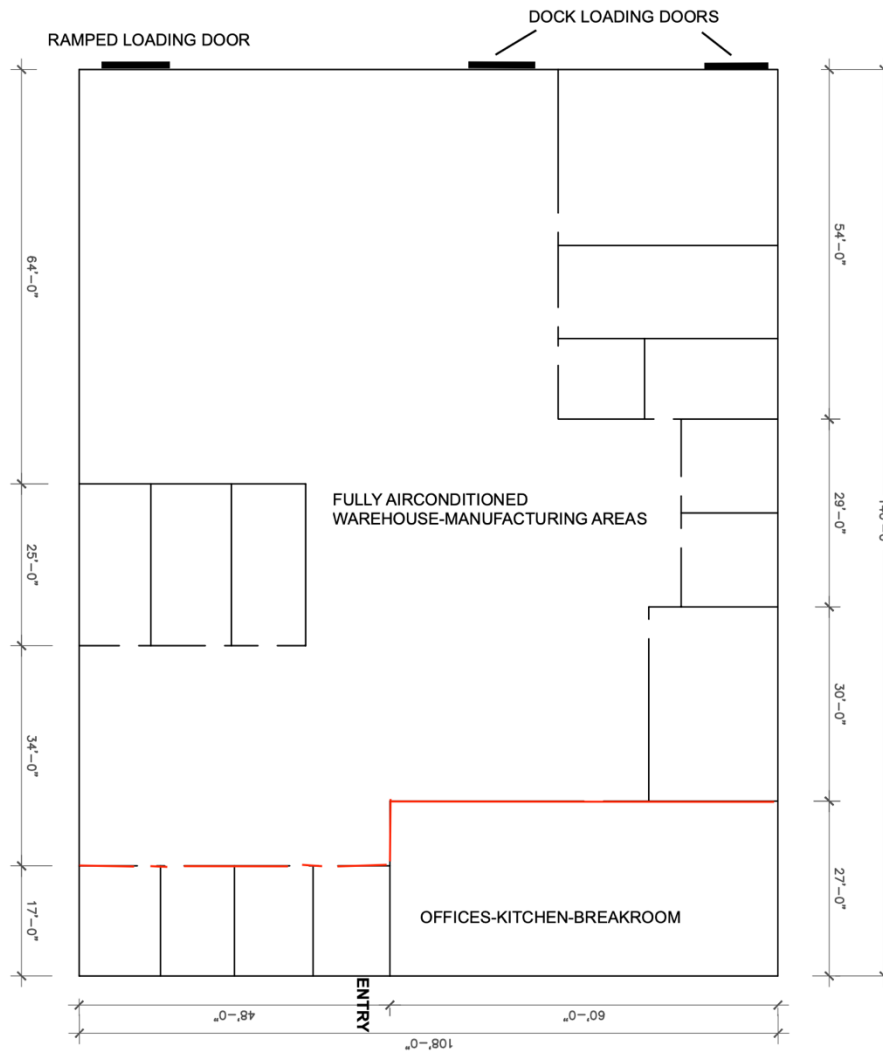 DOCK LOADING DOORS
RAMPED LOADING DOOR
64'-0"
54'-0"
FULLY AIRCONDITIONED
WAREHOUSE-MANUFACTURING AREAS
25'-0"
29'-0"
34'-0"
30'-0"
17'-0"
OFFICES-KITCHEN-BREAKROOM
27'-0"
ENTRY
48'-0"
60'-0"
108'-0"